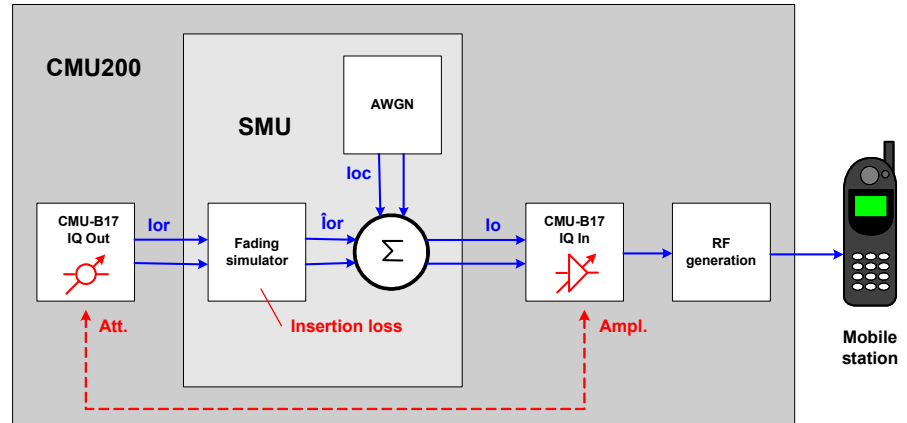 CMU200
SMU
AWGN
Ioc
CMU-B17
IQ Out
Ior
Fading
simulator
Îor
Σ
Io
CMU-B17
IQ In
RF
generation
Att.
Insertion loss
Ampl.
Mobile
station